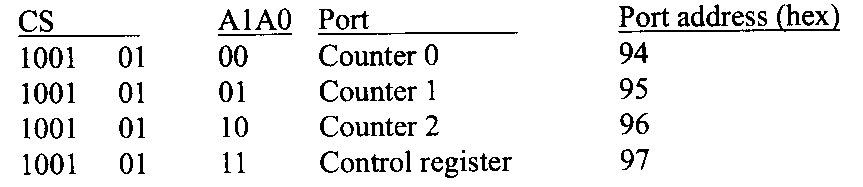 CS A1A0 Port Port address (hex)
1001 01 00 Counter 0 94
1001 01 01 Counter 1 95
1001 01 10 Counter 2 96
1001 01 11 Control register 97